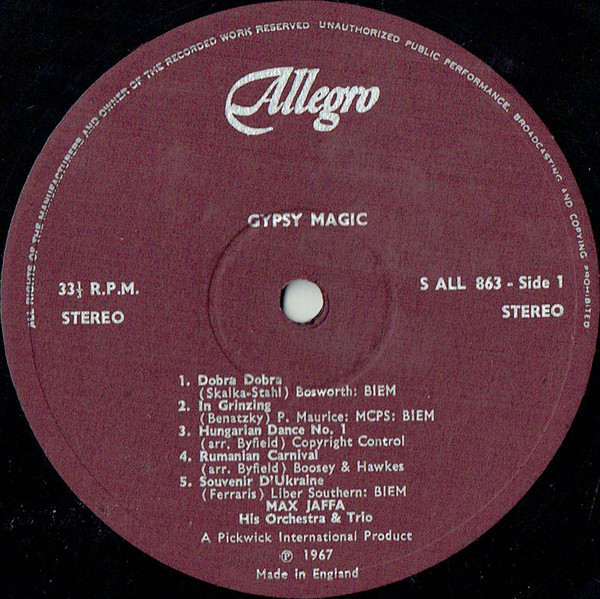 ALL RIGHTS OF THE MANUFACTURERS AND OWNER OF THE RECORDED WORK RESERVED UNAUTHORIZED PUBLIC PERFORMANCE, BROADCASTING AND COPYING PROHIBITED
Allegro
GYPSY MAGIC
33⅓ R.P.M.
STEREO
S ALL 863 - Side 1
STEREO
1. Dobra Dobra
(Skalka-Stahl) Bosworth: BIEM
2. In Grinzing
(Benatzky) P. Maurice: MCPS: BIEM
3. Hungarian Dance No. 1
(arr. Byfield) Copyright Control
4. Rumanian Carnival
(arr. Byfield) Boosey & Hawkes
5. Souvenir D'Ukraine
(Ferraris) Liber Southern: BIEM
MAX JAFFA
His Orchestra & Trio
A Pickwick International Product
℗ 1967
Made in England